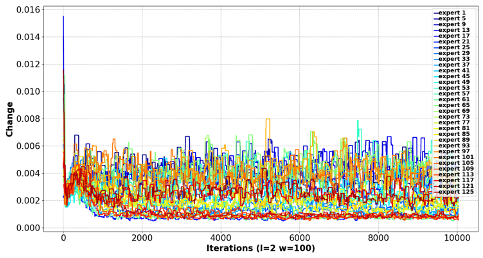 0.016
0.014
0.012
0.010
0.008
0.006
0.004
0.002
0.000
Change
0
2000
4000
6000
8000
10000
Iterations (l=2 w=100)
expert 1
expert 5
expert 9
expert 13
expert 17
expert 21
expert 25
expert 29
expert 33
expert 37
expert 41
expert 45
expert 49
expert 53
expert 57
expert 61
expert 65
expert 69
expert 73
expert 77
expert 81
expert 85
expert 89
expert 93
expert 97
expert 101
expert 105
expert 109
expert 113
expert 117
expert 121
expert 125